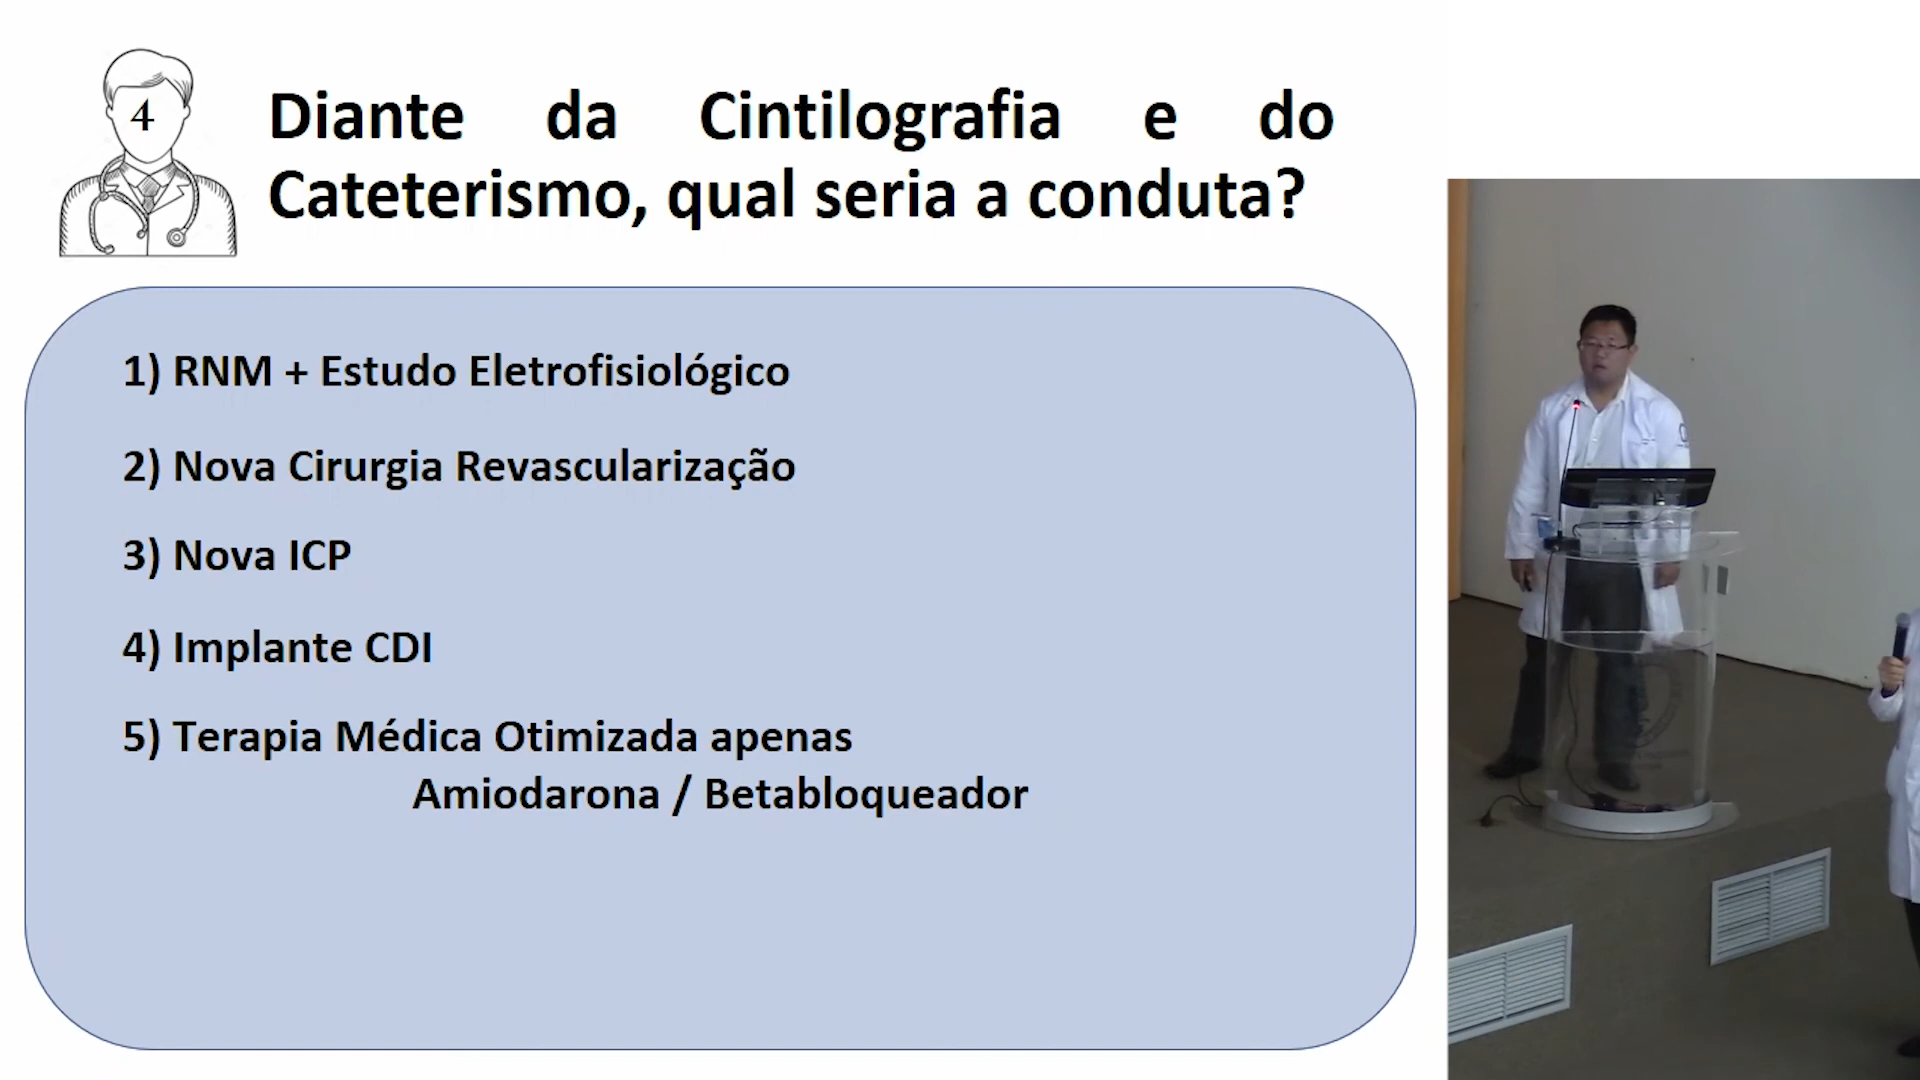 4
Diante da Cintilografia e do
Cateterismo, qual seria a conduta?
1) RNM + Estudo Eletrofisiológico
2) Nova Cirurgia Revascularização
3) Nova ICP
4) Implante CDI
5) Terapia Médica Otimizada apenas
Amiodarona / Betabloqueador